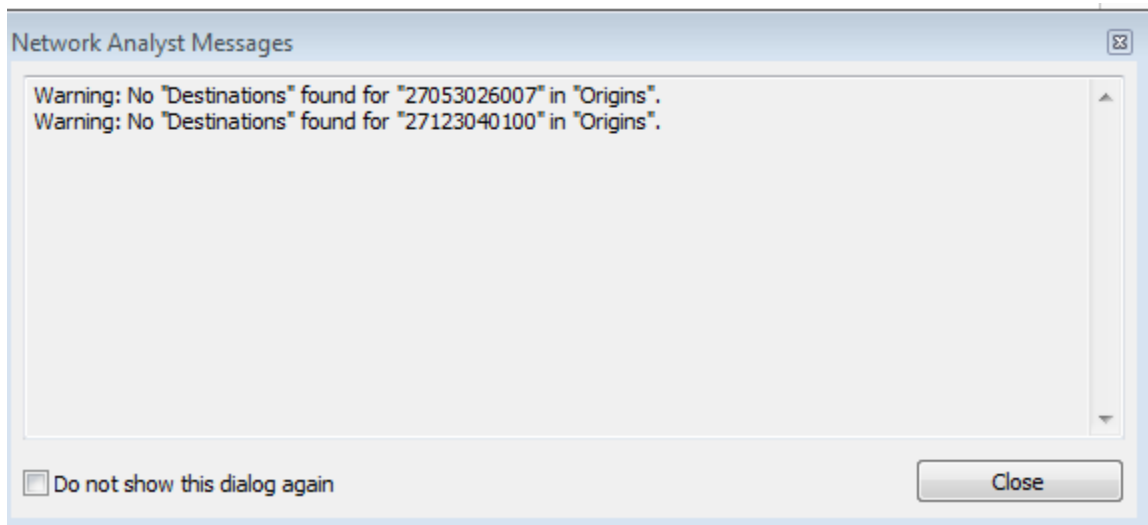 Network Analyst Messages
Warning: No "Destinations" found for "27053026007" in "Origins".
Warning: No "Destinations" found for "27123040100" in "Origins".
Do not show this dialog again
Close